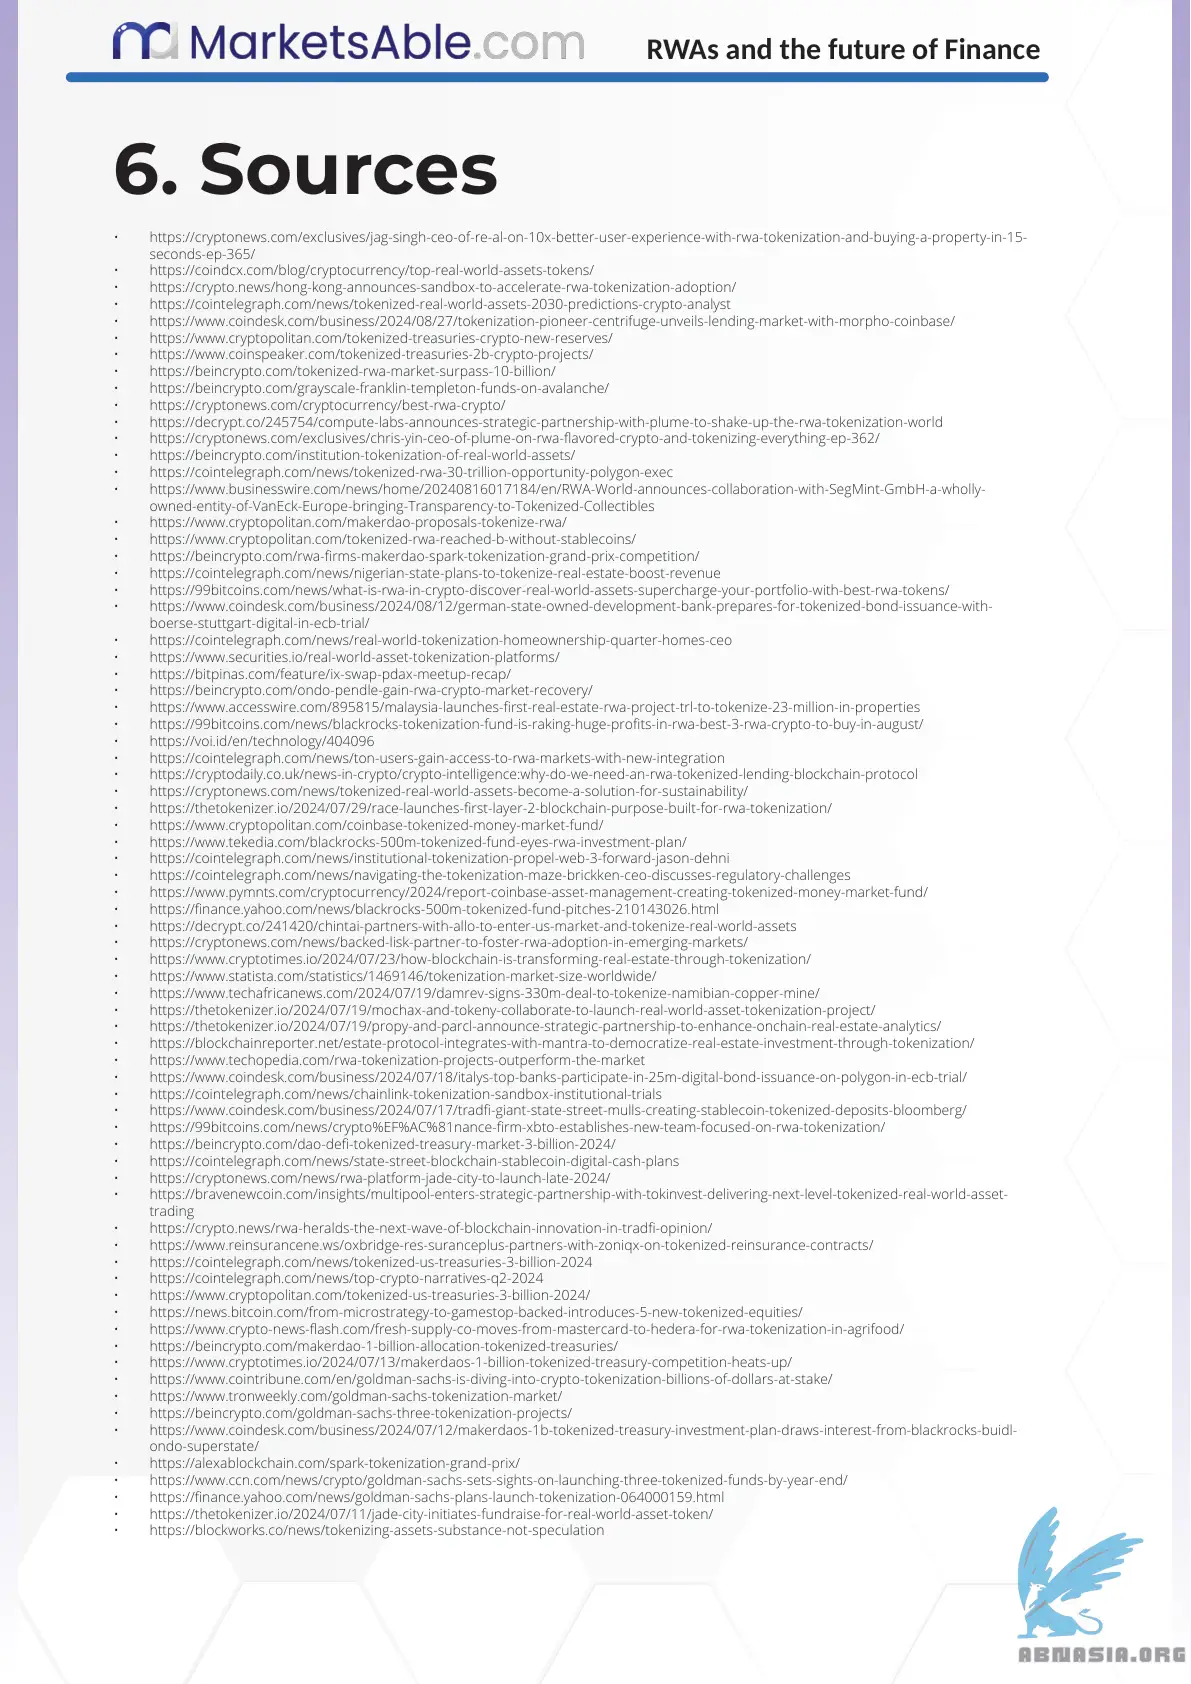 MarketsAble.com
RWAs and the future of Finance
6. Sources
• https://cryptonews.com/exclusives/jag-singh-ceo-of-re-al-on-10x-better-user-experience-with-rwa-tokenization-and-buying-a-property-in-15-
seconds-ep-365/
• https://coindcx.com/blog/cryptocurrency/top-real-world-assets-tokens/
• https://crypto.news/hong-kong-announces-sandbox-to-accelerate-rwa-tokenization-adoption/
• https://cointelegraph.com/news/tokenized-real-world-assets-2030-predictions-crypto-analyst
• https://www.coindesk.com/business/2024/08/27/tokenization-pioneer-centrifuge-unveils-lending-market-with-morpho-coinbase/
• https://www.cryptopolitan.com/tokenized-treasuries-crypto-new-reserves/
• https://www.coinspeaker.com/tokenized-treasuries-2b-crypto-projects/
• https://beincrypto.com/tokenized-rwa-market-surpass-10-billion/
• https://beincrypto.com/grayscale-franklin-templeton-funds-on-avalanche/
• https://cryptonews.com/cryptocurrency/best-rwa-crypto/
• https://decrypt.co/245754/compute-labs-announces-strategic-partnership-with-plume-to-shake-up-the-rwa-tokenization-world
• https://cryptonews.com/exclusives/chris-yin-ceo-of-plume-on-rwa-flavored-crypto-and-tokenizing-everything-ep-362/
• https://beincrypto.com/institution-tokenization-of-real-world-assets/
• https://cointelegraph.com/news/tokenized-rwa-30-trillion-opportunity-polygon-exec
• https://www.businesswire.com/news/home/20240816017184/en/RWA-World-announces-collaboration-with-SegMint-GmbH-a-wholly-
owned-entity-of-VanEck-Europe-bringing-Transparency-to-Tokenized-Collectibles
• https://www.cryptopolitan.com/makerdao-proposals-tokenize-rwa/
• https://www.cryptopolitan.com/tokenized-rwa-reached-b-without-stablecoins/
• https://beincrypto.com/rwa-firms-makerdao-spark-tokenization-grand-prix-competition/
• https://cointelegraph.com/news/nigerian-state-plans-to-tokenize-real-estate-boost-revenue
• https://99bitcoins.com/news/what-is-rwa-in-crypto-discover-real-world-assets-supercharge-your-portfolio-with-best-rwa-tokens/
• https://www.coindesk.com/business/2024/08/12/german-state-owned-development-bank-prepares-for-tokenized-bond-issuance-with-
boerse-stuttgart-digital-in-ecb-trial/
• https://cointelegraph.com/news/real-world-tokenization-homeownership-quarter-homes-ceo
• https://www.securities.io/real-world-asset-tokenization-platforms/
• https://bitpinas.com/feature/ix-swap-pdax-meetup-recap/
• https://beincrypto.com/ondo-pendle-gain-rwa-crypto-market-recovery/
• https://www.accesswire.com/895815/malaysia-launches-first-real-estate-rwa-project-trl-to-tokenize-23-million-in-properties
• https://99bitcoins.com/news/blackrocks-tokenization-fund-is-raking-huge-profits-in-rwa-best-3-rwa-crypto-to-buy-in-august/
• https://voi.id/en/technology/404096
• https://cointelegraph.com/news/ton-users-gain-access-to-rwa-markets-with-new-integration
• https://cryptodaily.co.uk/news-in-crypto/crypto-intelligence:why-do-we-need-an-rwa-tokenized-lending-blockchain-protocol
• https://cryptonews.com/news/tokenized-real-world-assets-become-a-solution-for-sustainability/
• https://thetokenizer.io/2024/07/29/race-launches-first-layer-2-blockchain-purpose-built-for-rwa-tokenization/
• https://www.cryptopolitan.com/coinbase-tokenized-money-market-fund/
• https://www.tekedia.com/blackrocks-500m-tokenized-fund-eyes-rwa-investment-plan/
• https://cointelegraph.com/news/institutional-tokenization-propel-web-3-forward-jason-dehni
• https://cointelegraph.com/news/navigating-the-tokenization-maze-brickken-ceo-discusses-regulatory-challenges
• https://www.pymnts.com/cryptocurrency/2024/report-coinbase-asset-management-creating-tokenized-money-market-fund/
• https://finance.yahoo.com/news/blackrocks-500m-tokenized-fund-pitches-210143026.html
• https://decrypt.co/241420/chintai-partners-with-allo-to-enter-us-market-and-tokenize-real-world-assets
• https://cryptonews.com/news/backed-lisk-partner-to-foster-rwa-adoption-in-emerging-markets/
• https://www.cryptotimes.io/2024/07/23/how-blockchain-is-transforming-real-estate-through-tokenization/
• https://www.statista.com/statistics/1469146/tokenization-market-size-worldwide/
• https://www.techafricanews.com/2024/07/19/damrev-signs-330m-deal-to-tokenize-namibian-copper-mine/
• https://thetokenizer.io/2024/07/19/mochax-and-tokeny-collaborate-to-launch-real-world-asset-tokenization-project/
• https://thetokenizer.io/2024/07/19/propy-and-parcl-announce-strategic-partnership-to-enhance-onchain-real-estate-analytics/
• https://blockchainreporter.net/estate-protocol-integrates-with-mantra-to-democratize-real-estate-investment-through-tokenization/
• https://www.techopedia.com/rwa-tokenization-projects-outperform-the-market
• https://www.coindesk.com/business/2024/07/18/italys-top-banks-participate-in-25m-digital-bond-issuance-on-polygon-in-ecb-trial/
• https://cointelegraph.com/news/chainlink-tokenization-sandbox-institutional-trials
• https://www.coindesk.com/business/2024/07/17/tradfi-giant-state-street-mulls-creating-stablecoin-tokenized-deposits-bloomberg/
• https://99bitcoins.com/news/crypto%EF%AC%81nance-firm-xbto-establishes-new-team-focused-on-rwa-tokenization/
• https://beincrypto.com/dao-defi-tokenized-treasury-market-3-billion-2024/
• https://cointelegraph.com/news/state-street-blockchain-stablecoin-digital-cash-plans
• https://cryptonews.com/news/rwa-platform-jade-city-to-launch-late-2024/
• https://bravenewcoin.com/insights/multipool-enters-strategic-partnership-with-tokinvest-delivering-next-level-tokenized-real-world-asset-
trading
• https://crypto.news/rwa-heralds-the-next-wave-of-blockchain-innovation-in-tradfi-opinion/
• https://www.reinsurancene.ws/oxbridge-res-suranceplus-partners-with-zoniqx-on-tokenized-reinsurance-contracts/
• https://cointelegraph.com/news/tokenized-us-treasuries-3-billion-2024
• https://cointelegraph.com/news/top-crypto-narratives-q2-2024
• https://www.cryptopolitan.com/tokenized-us-treasuries-3-billion-2024/
• https://news.bitcoin.com/from-microstrategy-to-gamestop-backed-introduces-5-new-tokenized-equities/
• https://www.crypto-news-flash.com/fresh-supply-co-moves-from-mastercard-to-hedera-for-rwa-tokenization-in-agrifood/
• https://beincrypto.com/makerdao-1-billion-allocation-tokenized-treasuries/
• https://www.cryptotimes.io/2024/07/13/makerdaos-1-billion-tokenized-treasury-competition-heats-up/
• https://www.cointribune.com/en/goldman-sachs-is-diving-into-crypto-tokenization-billions-of-dollars-at-stake/
• https://www.tronweekly.com/goldman-sachs-tokenization-market/
• https://beincrypto.com/goldman-sachs-three-tokenization-projects/
• https://www.coindesk.com/business/2024/07/12/makerdaos-1b-tokenized-treasury-investment-plan-draws-interest-from-blackrocks-buidl-
ondo-superstate/
• https://alexablockchain.com/spark-tokenization-grand-prix/
• https://www.ccn.com/news/crypto/goldman-sachs-sets-sights-on-launching-three-tokenized-funds-by-year-end/
• https://finance.yahoo.com/news/goldman-sachs-plans-launch-tokenization-064000159.html
• https://thetokenizer.io/2024/07/11/jade-city-initiates-fundraise-for-real-world-asset-token/
• https://blockworks.co/news/tokenizing-assets-substance-not-speculation
ABNASIA.ORG